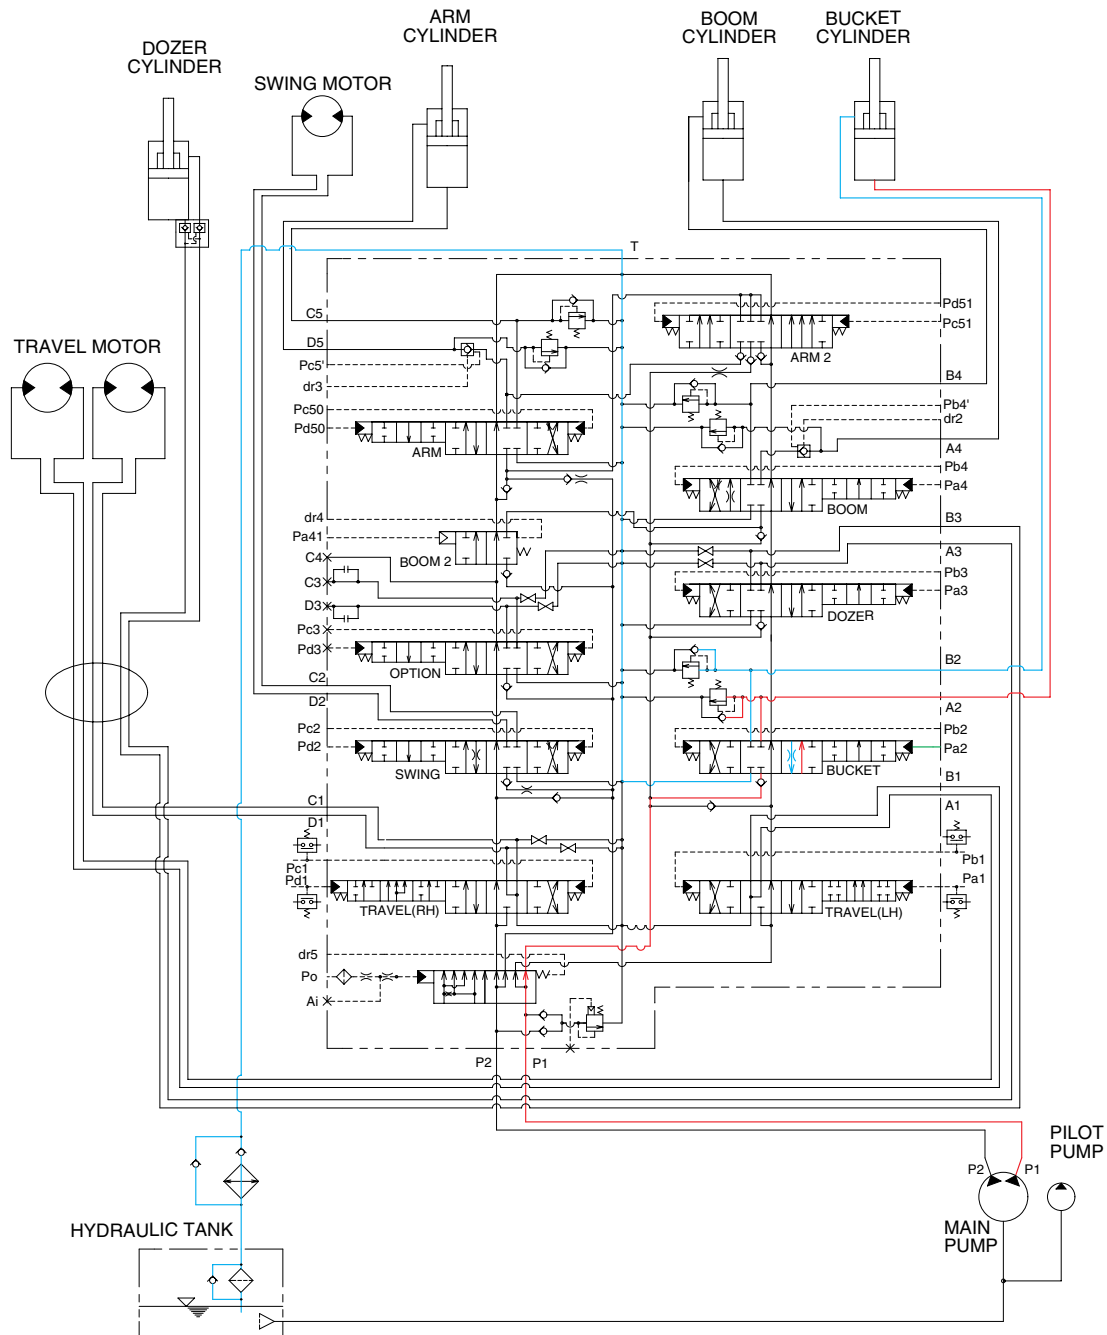 ARM
CYLINDER
BOOM
CYLINDER
BUCKET
CYLINDER
DOZER
CYLINDER
SWING MOTOR
TRAVEL MOTOR
T
C5
D5
Pc5'
dr3
Pc50
Pd50
ARM
dr4
Pa41
BOOM 2
C4
C3
D3
Pc3
Pd3
OPTION
C2
D2
Pc2
Pd2
SWING
C1
D1
Pc1
Pd1
TRAVEL(RH)
dr5
Po
Ai
P2
P1
Pd51
Pc51
ARM 2
B4
Pb4'
dr2
A4
Pb4
Pa4
BOOM
B3
A3
Pb3
Pa3
DOZER
B2
A2
Pb2
Pa2
BUCKET
B1
A1
Pb1
Pa1
TRAVEL(LH)
PILOT
PUMP
P2
P1
MAIN
PUMP
HYDRAULIC TANK